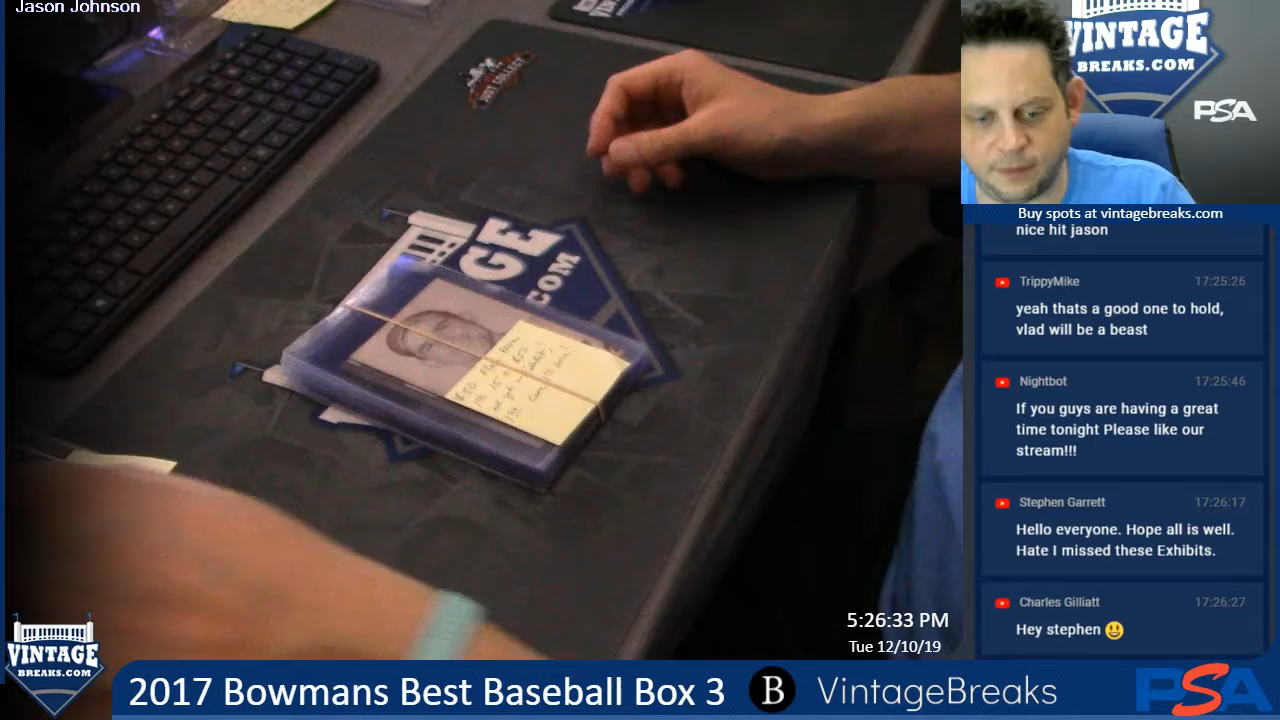 Jason Johnson
JUST COLLECT
VINTAGE
BREAKS.COM
PSA
GE
COM
Buy spots at vintagebreaks.com
nice hit jason
TrippyMike 17:25:26
yeah thats a good one to hold,
vlad will be a beast
Nightbot 17:25:46
If you guys are having a great
time tonight Please like our
stream!!!
Stephen Garrett 17:26:17
Hello everyone. Hope all is well.
Hate I missed these Exhibits.
Charles Gilliatt 17:26:27
Hey stephen 😃
5:26:33 PM
Tue 12/10/19
VINTAGE
BREAKS.COM
2017 Bowmans Best Baseball Box 3
B
VintageBreaks
PSA